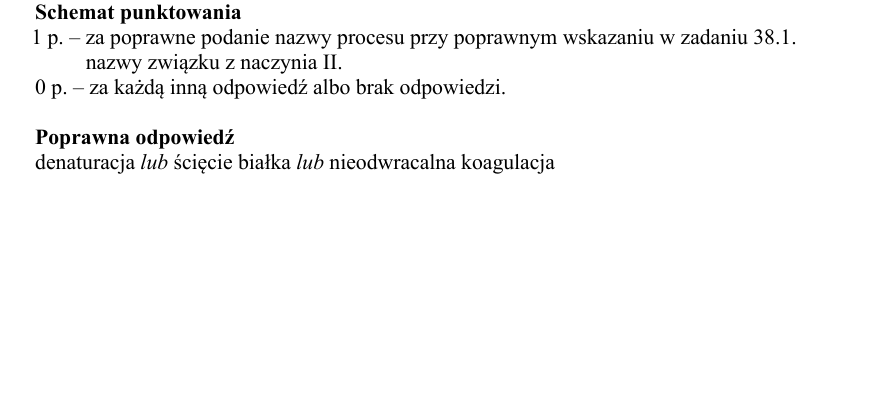 Schemat punktowania
1 p. – za poprawne podanie nazwy procesu przy poprawnym wskazaniu w zadaniu 38.1.
nazwy związku z naczynia II.
0 p. – za każdą inną odpowiedź albo brak odpowiedzi.
Poprawna odpowiedź
denaturacja lub ścięcie białka lub nieodwracalna koagulacja